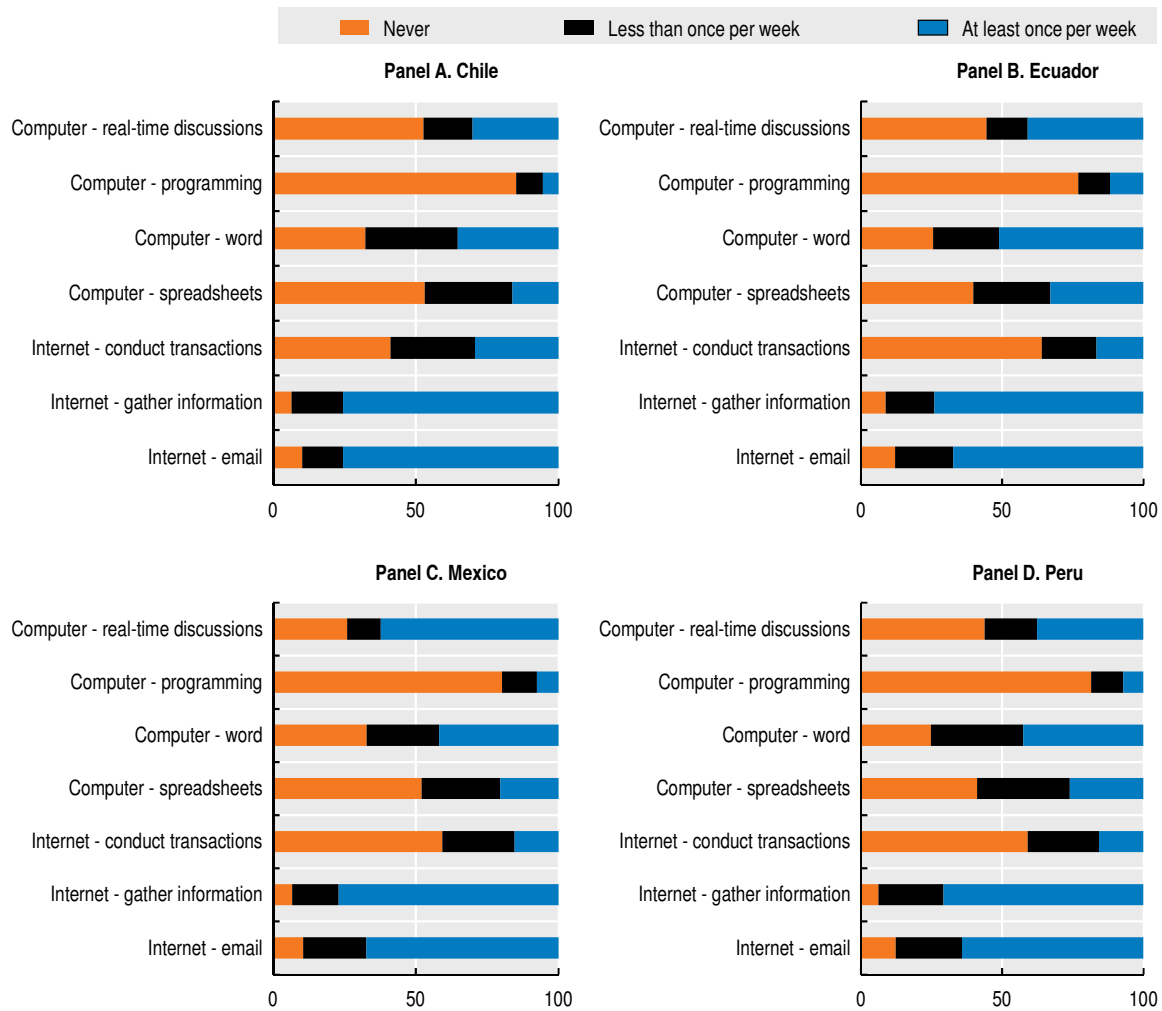 Never Less than once per week At least once per week
Panel A. Chile
Computer - real-time discussions
Computer - programming
Computer - word
Computer - spreadsheets
Internet - conduct transactions
Internet - gather information
Internet - email
0 50 100
Panel B. Ecuador
Computer - real-time discussions
Computer - programming
Computer - word
Computer - spreadsheets
Internet - conduct transactions
Internet - gather information
Internet - email
0 50 100
Panel C. Mexico
Computer - real-time discussions
Computer - programming
Computer - word
Computer - spreadsheets
Internet - conduct transactions
Internet - gather information
Internet - email
0 50 100
Panel D. Peru
Computer - real-time discussions
Computer - programming
Computer - word
Computer - spreadsheets
Internet - conduct transactions
Internet - gather information
Internet - email
0 50 100